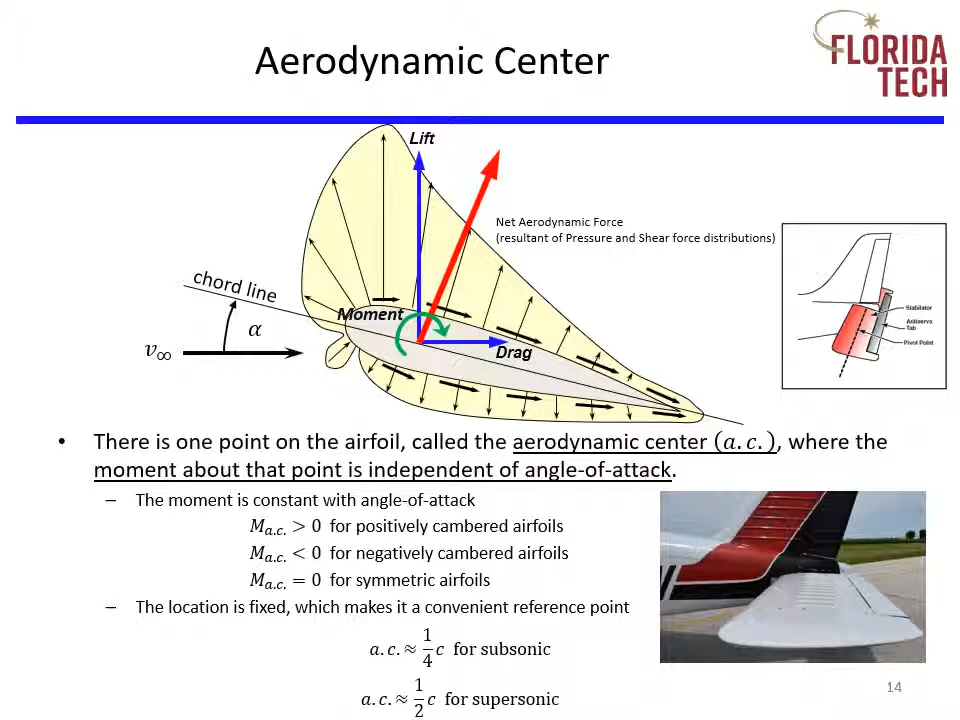 Aerodynamic Center
FLORIDA
TECH
Lift
Net Aerodynamic Force
(resultant of Pressure and Shear force distributions)
chord line
Moment
α
v∞
Drag
Stabilator
Antiservo
Tab
Pivot Point
• There is one point on the airfoil, called the aerodynamic center (a.c.), where the
moment about that point is independent of angle-of-attack.
– The moment is constant with angle-of-attack
M_{a.c.} > 0 for positively cambered airfoils
M_{a.c.} < 0 for negatively cambered airfoils
M_{a.c.} = 0 for symmetric airfoils
– The location is fixed, which makes it a convenient reference point
a.c. ≈ 1/4 c for subsonic
a.c. ≈ 1/2 c for supersonic
14